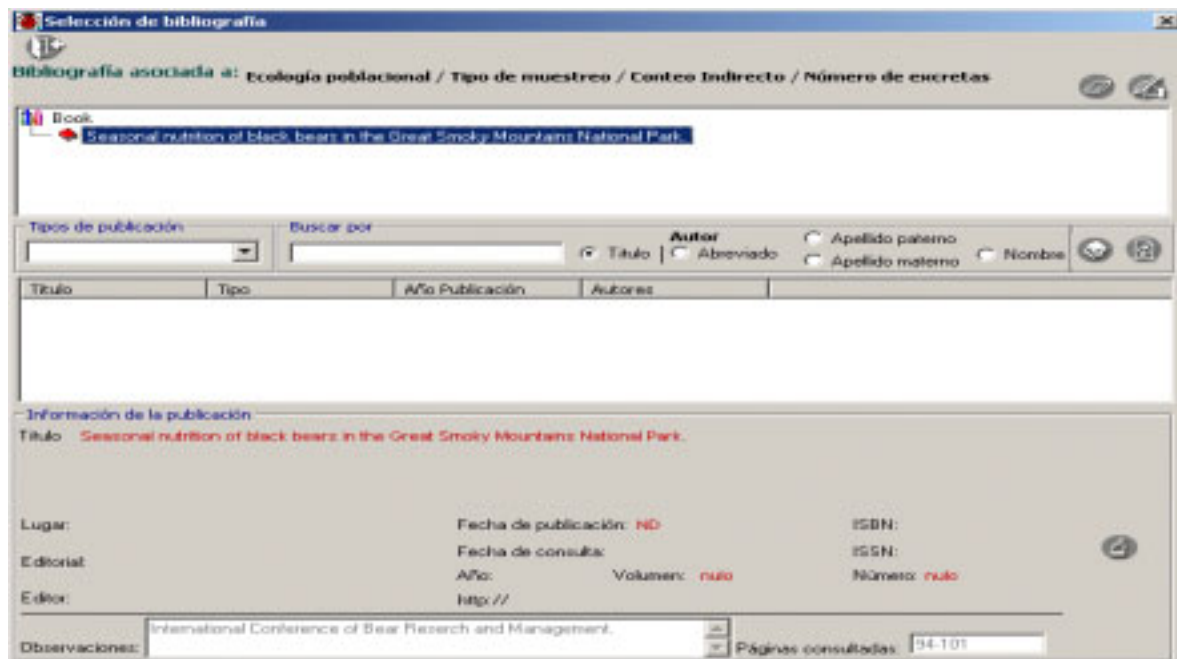 Selección de bibliografía
Bibliografía asociada a: Ecología poblacional / Tipo de muestreo / Conteo Indirecto / Número de excretas
Book
Seasonal nutrition of black bears in the Great Smoky Mountains National Park.
Tipos de publicación Buscar por
Autor
Título Abreviado Apellido paterno Apellido materno Nombre
Título Tipo Año Publicación Autores
Información de la publicación
Título Seasonal nutrition of black bears in the Great Smoky Mountains National Park.
Lugar: Fecha de publicación: ND ISBN:
Editorial: Fecha de consulta: ISSN:
Año: Volumen: nulo Número: nulo
Editor: http://
Observaciones: International Conference of Bear Reserch and Management. Páginas consultadas: 94-101